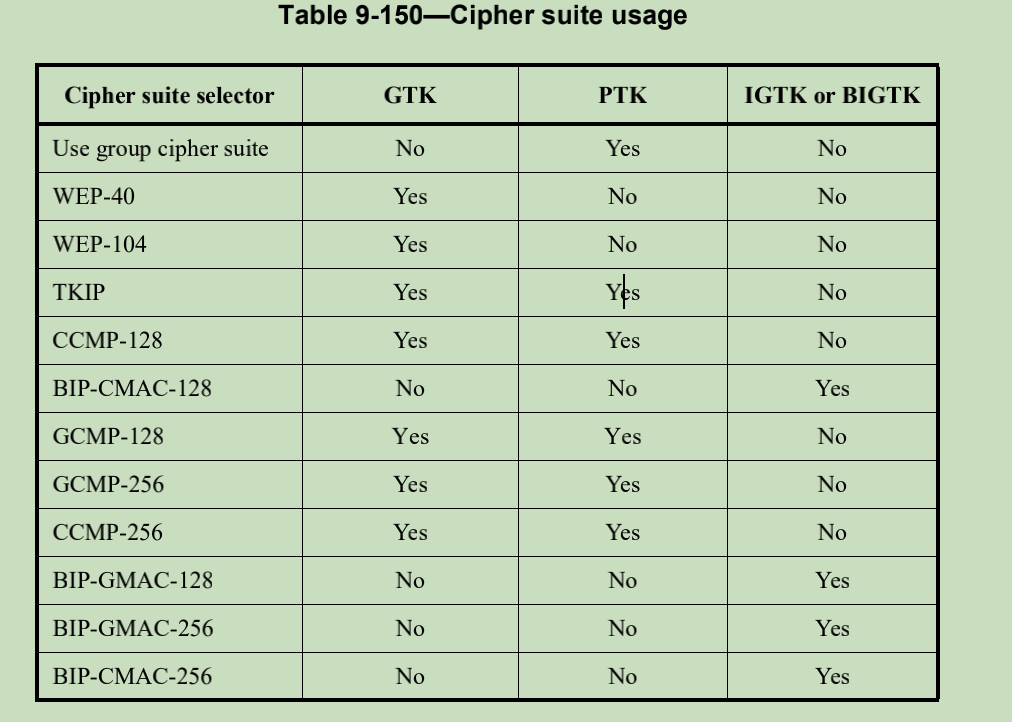 Table 9-150—Cipher suite usage
Cipher suite selector GTK PTK IGTK or BIGTK
Use group cipher suite No Yes No
WEP-40 Yes No No
WEP-104 Yes No No
TKIP Yes Yes No
CCMP-128 Yes Yes No
BIP-CMAC-128 No No Yes
GCMP-128 Yes Yes No
GCMP-256 Yes Yes No
CCMP-256 Yes Yes No
BIP-GMAC-128 No No Yes
BIP-GMAC-256 No No Yes
BIP-CMAC-256 No No Yes